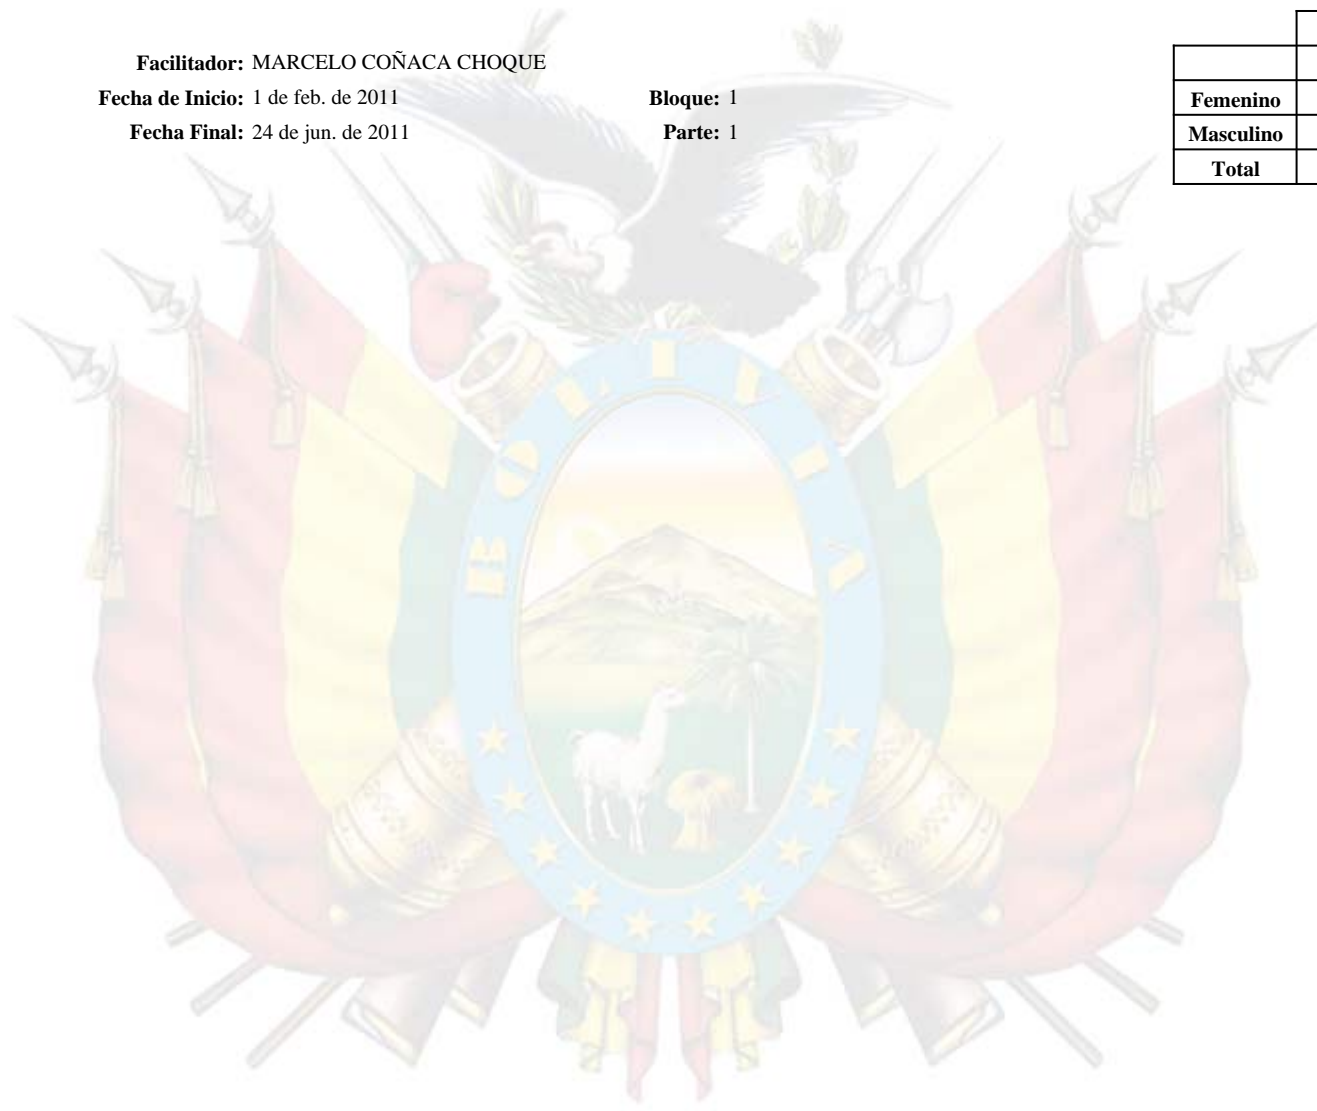 Facilitador: MARCELO COÑACA CHOQUE
Fecha de Inicio: 1 de feb. de 2011 Bloque: 1
Fecha Final: 24 de jun. de 2011 Parte: 1
Femenino
Masculino
Total
BOLIVIA